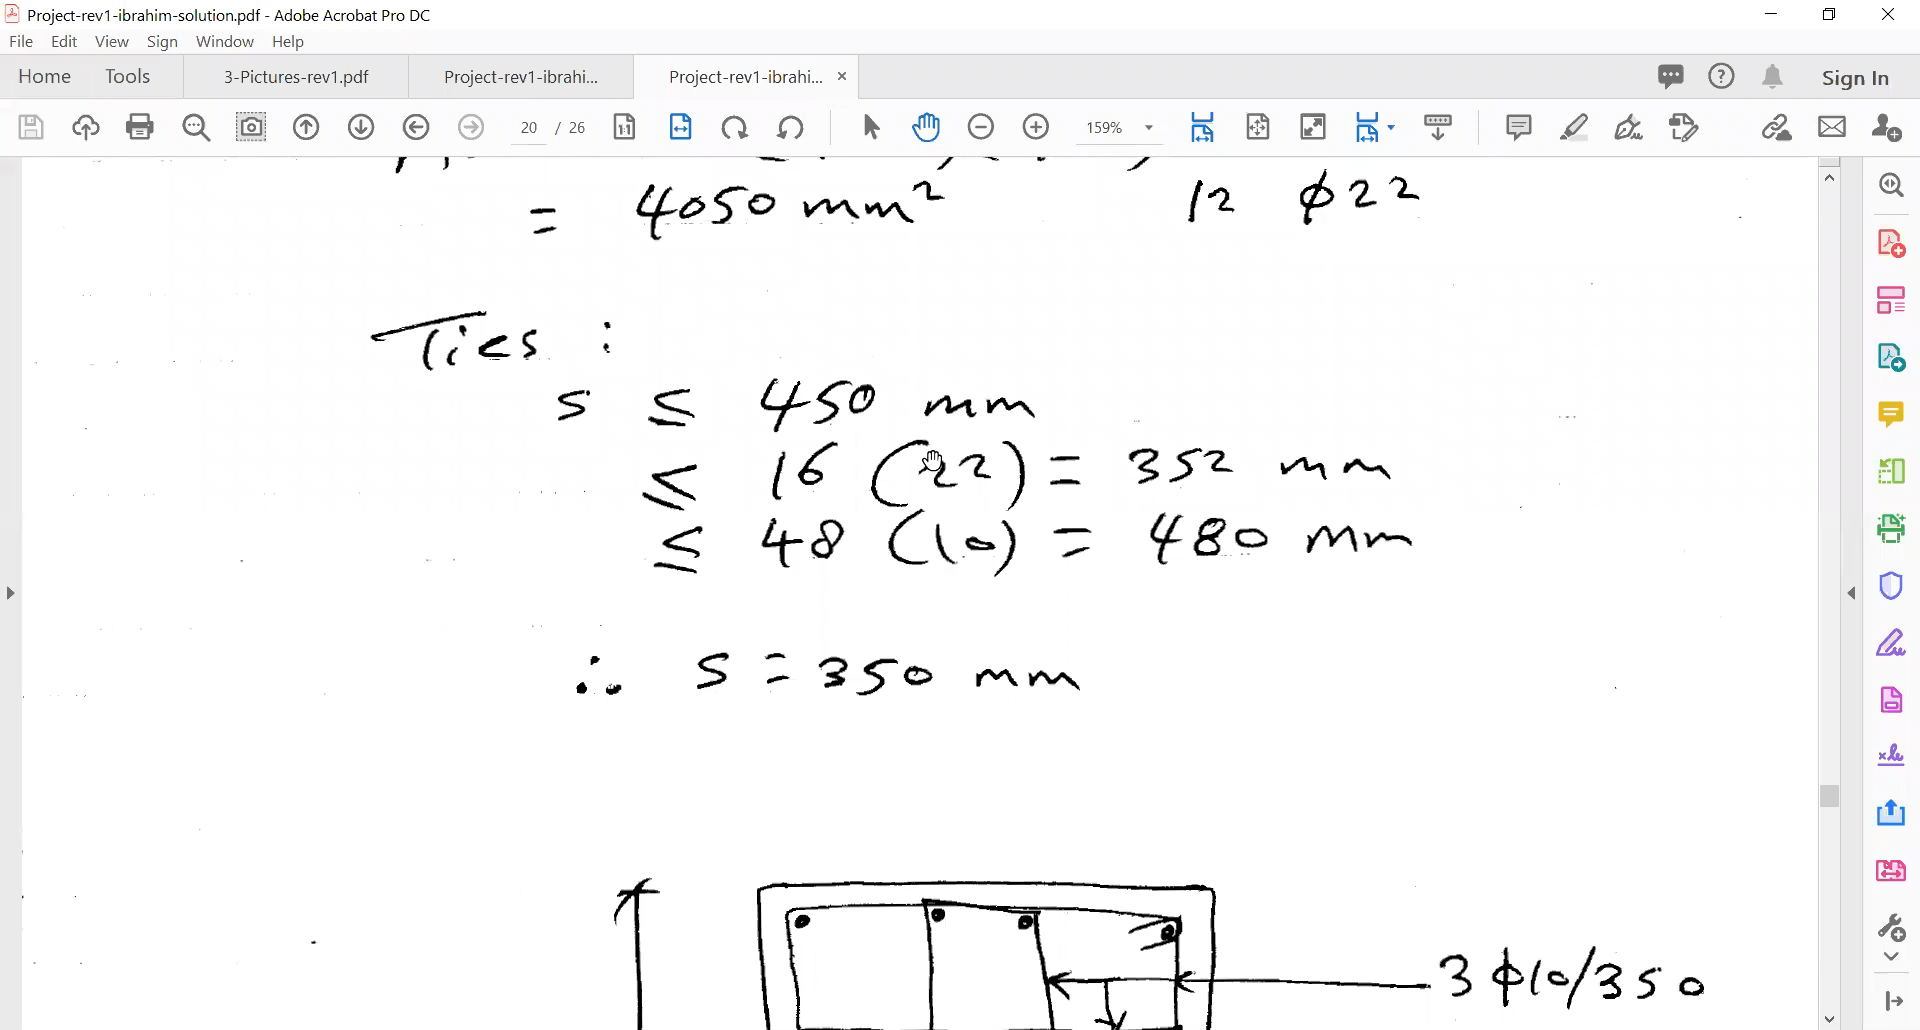 Project-rev1-ibrahim-solution.pdf - Adobe Acrobat Pro DC
File Edit View Sign Window Help
Home Tools 3-Pictures-rev1.pdf Project-rev1-ibrahi... Project-rev1-ibrahi... × Sign In
20 / 26 159%
= 4050 mm² 12 ϕ22
Ties :
s ≤ 450 mm
≤ 16 (22) = 352 mm
≤ 48 (10) = 480 mm
∴ s = 350 mm
3 ϕ10/350